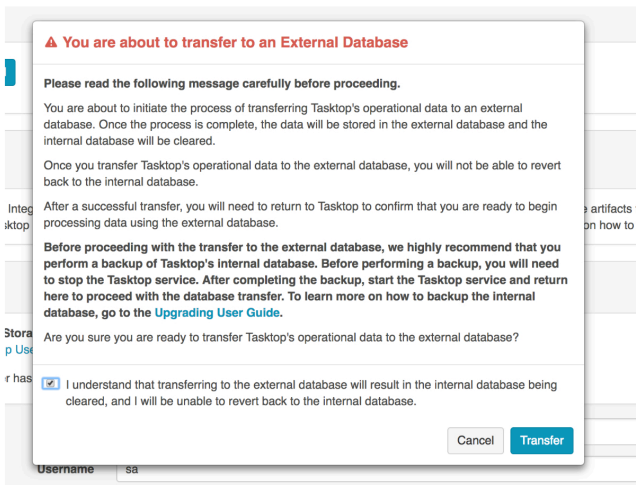 You are about to transfer to an External Database
Please read the following message carefully before proceeding.
You are about to initiate the process of transferring Tasktop's operational data to an external
database. Once the process is complete, the data will be stored in the external database and the
internal database will be cleared.
Once you transfer Tasktop's operational data to the external database, you will not be able to revert
back to the internal database.
After a successful transfer, you will need to return to Tasktop to confirm that you are ready to begin
processing data using the external database.
Integ
e artifacts
sktop
on how to
Before proceeding with the transfer to the external database, we highly recommend that you
perform a backup of Tasktop's internal database. Before performing a backup, you will need
to stop the Tasktop service. After completing the backup, start the Tasktop service and return
here to proceed with the database transfer. To learn more on how to backup the internal
database, go to the Upgrading User Guide.
Stora
p Use
Are you sure you are ready to transfer Tasktop's operational data to the external database?
r has
I understand that transferring to the external database will result in the internal database being
cleared, and I will be unable to revert back to the internal database.
Cancel Transfer
Username sa